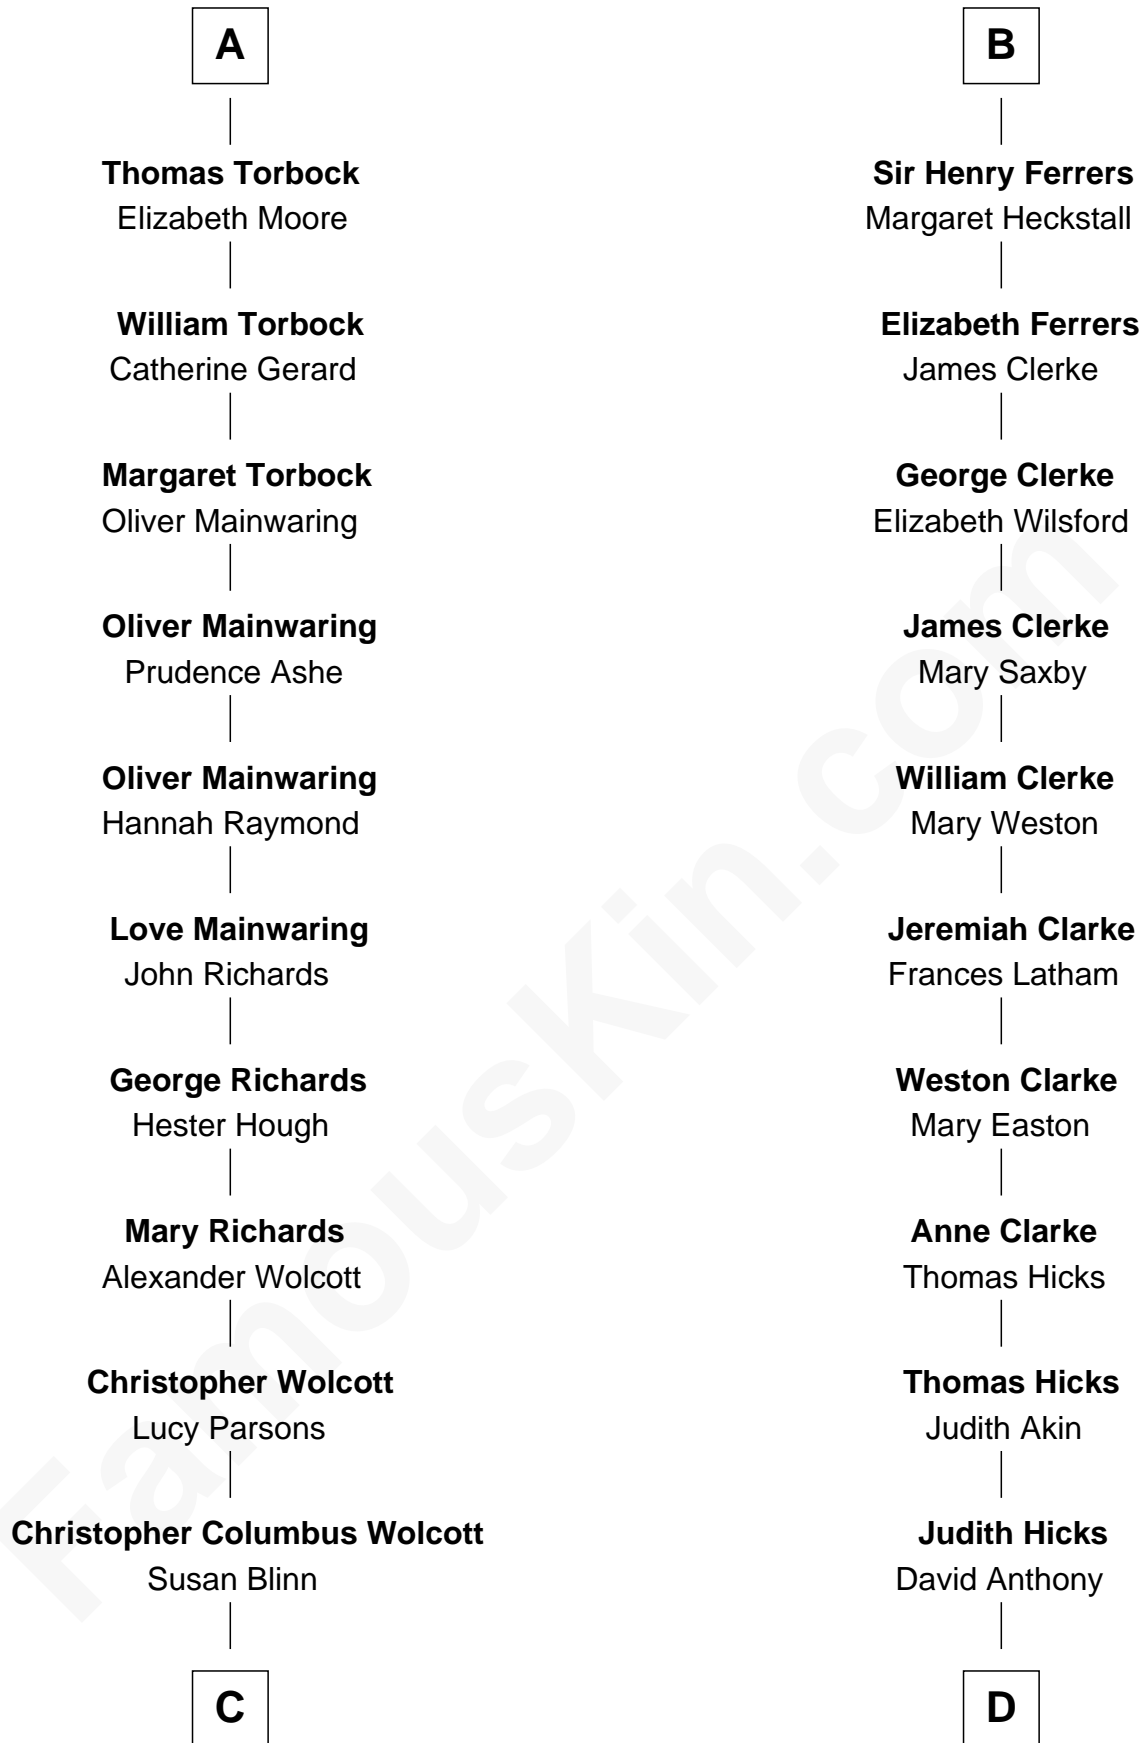 A
Thomas Torbock
Elizabeth Moore
William Torbock
Catherine Gerard
Margaret Torbock
Oliver Mainwaring
Oliver Mainwaring
Prudence Ashe
Oliver Mainwaring
Hannah Raymond
Love Mainwaring
John Richards
George Richards
Hester Hough
Mary Richards
Alexander Wolcott
Christopher Wolcott
Lucy Parsons
Christopher Columbus Wolcott
Susan Blinn
C
B
Sir Henry Ferrers
Margaret Heckstall
Elizabeth Ferrers
James Clerke
George Clerke
Elizabeth Wilsford
James Clerke
Mary Saxby
William Clerke
Mary Weston
Jeremiah Clarke
Frances Latham
Weston Clarke
Mary Easton
Anne Clarke
Thomas Hicks
Thomas Hicks
Judith Akin
Judith Hicks
David Anthony
D
FamousKin.com